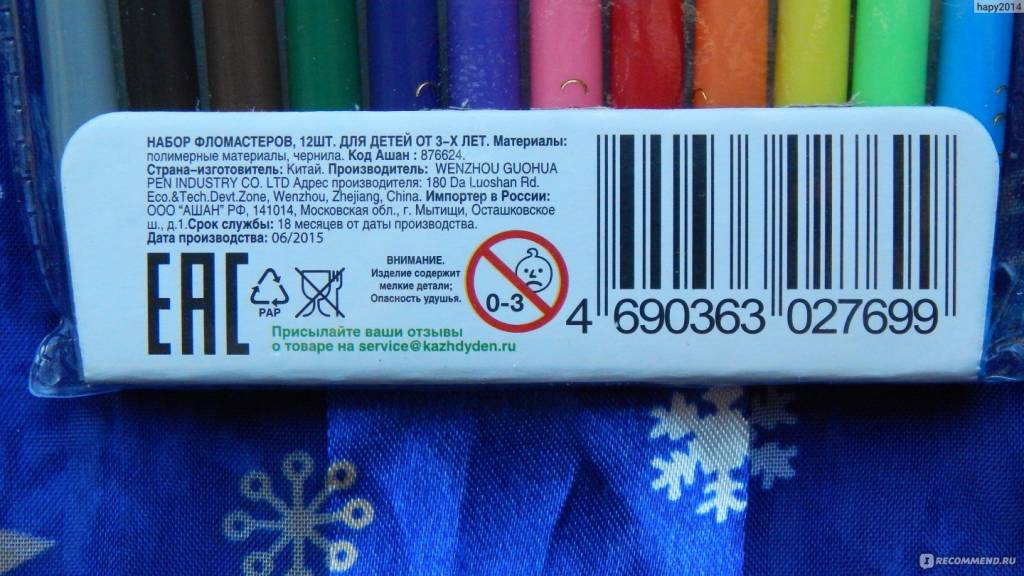 hapy2014
НАБОР ФЛОМАСТЕРОВ, 12ШТ. ДЛЯ ДЕТЕЙ ОТ 3-Х ЛЕТ. Материалы:
полимерные материалы, чернила. Код Ашан : 876624.
Страна-изготовитель: Китай. Производитель: WENZHOU GUOHUA
PEN INDUSTRY CO. LTD Адрес производителя: 180 Da Luoshan Rd.
Eco.&Tech.Devt.Zone, Wenzhou, Zhejiang, China. Импортер в России:
ООО "АШАН" РФ, 141014, Московская обл., г. Мытищи, Осташковское
ш., д.1.Срок службы: 18 месяцев от даты производства.
Дата производства: 06/2015
EAC
PAP
ВНИМАНИЕ.
Изделие содержит
мелкие детали;
Опасность удушья.
0-3
Присылайте ваши отзывы
о товаре на service@kazhdyden.ru
4 690363 027699
IRECOMMEND.RU